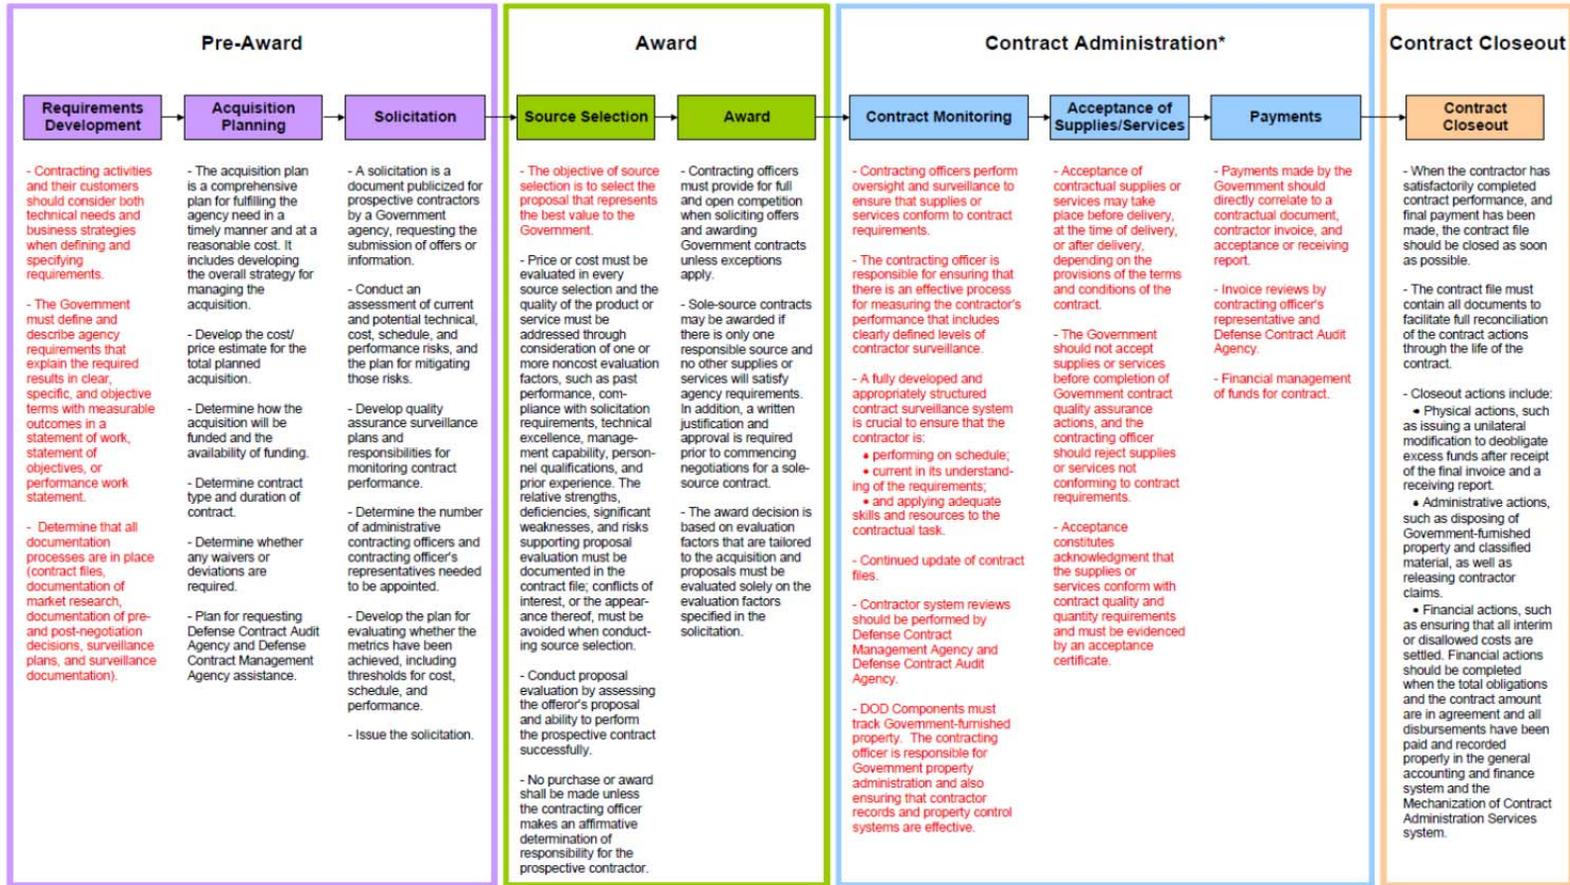 Pre-Award
Requirements
Development
Acquisition
Planning
Solicitation
- Contracting activities
and their customers
should consider both
technical needs and
business strategies
when defining and
specifying
requirements.
- The Government
must define and
describe agency
requirements that
explain the required
results in clear,
specific, and objective
terms with measurable
outcomes in a
statement of work,
statement of
objectives, or
performance work
statement.
- Determine that all
documentation
processes are in place
(contract files,
documentation of
market research,
documentation of pre-
and post-negotiation
decisions, surveillance
plans, and surveillance
documentation).
- The acquisition plan
is a comprehensive
plan for fulfilling the
agency need in a
timely manner and at a
reasonable cost. It
includes developing
the overall strategy for
managing the
acquisition.
- Develop the cost/
price estimate for the
total planned
acquisition.
- Determine how the
acquisition will be
funded and the
availability of funding.
- Determine contract
type and duration of
contract.
- Determine whether
any waivers or
deviations are
required.
- Plan for requesting
Defense Contract Audit
Agency and Defense
Contract Management
Agency assistance.
- A solicitation is a
document publicized for
prospective contractors
by a Government
agency, requesting the
submission of offers or
information.
- Conduct an
assessment of current
and potential technical,
cost, schedule, and
performance risks, and
the plan for mitigating
those risks.
- Develop quality
assurance surveillance
plans and
responsibilities for
monitoring contract
performance.
- Determine the number
of administrative
contracting officers and
contracting officer's
representatives needed
to be appointed.
- Develop the plan for
evaluating whether the
metrics have been
achieved, including
thresholds for cost,
schedule, and
performance.
- Issue the solicitation.
Award
Source Selection
Award
- The objective of source
selection is to select the
proposal that represents
the best value to the
Government.
- Price or cost must be
evaluated in every
source selection and the
quality of the product or
service must be
addressed through
consideration of one or
more noncost evaluation
factors, such as past
performance, com-
pliance with solicitation
requirements, technical
excellence, manage-
ment capability, person-
nel qualifications, and
prior experience. The
relative strengths,
deficiencies, significant
weaknesses, and risks
supporting proposal
evaluation must be
documented in the
contract file; conflicts of
interest, or the appear-
ance thereof, must be
avoided when conduct-
ing source selection.
- Conduct proposal
evaluation by assessing
the offeror's proposal
and ability to perform
the prospective contract
successfully.
- No purchase or award
shall be made unless
the contracting officer
makes an affirmative
determination of
responsibility for the
prospective contractor.
- Contracting officers
must provide for full
and open competition
when soliciting offers
and awarding
Government contracts
unless exceptions
apply.
- Sole-source contracts
may be awarded if
there is only one
responsible source and
no other supplies or
services will satisfy
agency requirements.
In addition, a written
justification and
approval is required
prior to commencing
negotiations for a sole-
source contract.
- The award decision is
based on evaluation
factors that are tailored
to the acquisition and
proposals must be
evaluated solely on the
evaluation factors
specified in the
solicitation.
Contract Administration*
Contract Monitoring
Acceptance of
Supplies/Services
Payments
- Contracting officers perform
oversight and surveillance to
ensure that supplies or
services conform to contract
requirements.
- The contracting officer is
responsible for ensuring that
there is an effective process
for measuring the contractor's
performance that includes
clearly defined levels of
contractor surveillance.
- A fully developed and
appropriately structured
contract surveillance system
is crucial to ensure that the
contractor is:
• performing on schedule;
• current in its understand-
ing of the requirements;
• and applying adequate
skills and resources to the
contractual task.
- Continued update of contract
files.
- Contractor system reviews
should be performed by
Defense Contract
Management Agency and
Defense Contract Audit
Agency.
- DOD Components must
track Government-furnished
property. The contracting
officer is responsible for
Government property
administration and also
ensuring that contractor
records and property control
systems are effective.
- Acceptance of
contractual supplies or
services may take
place before delivery,
at the time of delivery,
or after delivery,
depending on the
provisions of the terms
and conditions of the
contract.
- The Government
should not accept
supplies or services
before completion of
Government contract
quality assurance
actions, and the
contracting officer
should reject supplies
or services not
conforming to contract
requirements.
- Acceptance
constitutes
acknowledgment that
the supplies or
services conform with
contract quality and
quantity requirements
and must be evidenced
by an acceptance
certificate.
- Payments made by the
Government should
directly correlate to a
contractual document,
contractor invoice, and
acceptance or receiving
report.
- Invoice reviews by
contracting officer's
representative and
Defense Contract Audit
Agency.
- Financial management
of funds for contract.
Contract Closeout
Contract
Closeout
- When the contractor has
satisfactorily completed
contract performance, and
final payment has been
made, the contract file
should be closed as soon
as possible.
- The contract file must
contain all documents to
facilitate full reconciliation
of the contract actions
through the life of the
contract.
- Closeout actions include:
• Physical actions, such
as issuing a unilateral
modification to deobligate
excess funds after receipt
of the final invoice and a
receiving report.
• Administrative actions,
such as disposing of
Government-furnished
property and classified
material, as well as
releasing contractor
claims.
• Financial actions, such
as ensuring that all interim
or disallowed costs are
settled. Financial actions
should be completed
when the total obligations
and the contract amount
are in agreement and all
disbursements have been
paid and recorded
properly in the general
accounting and finance
system and the
Mechanization of Contract
Administration Services
system.